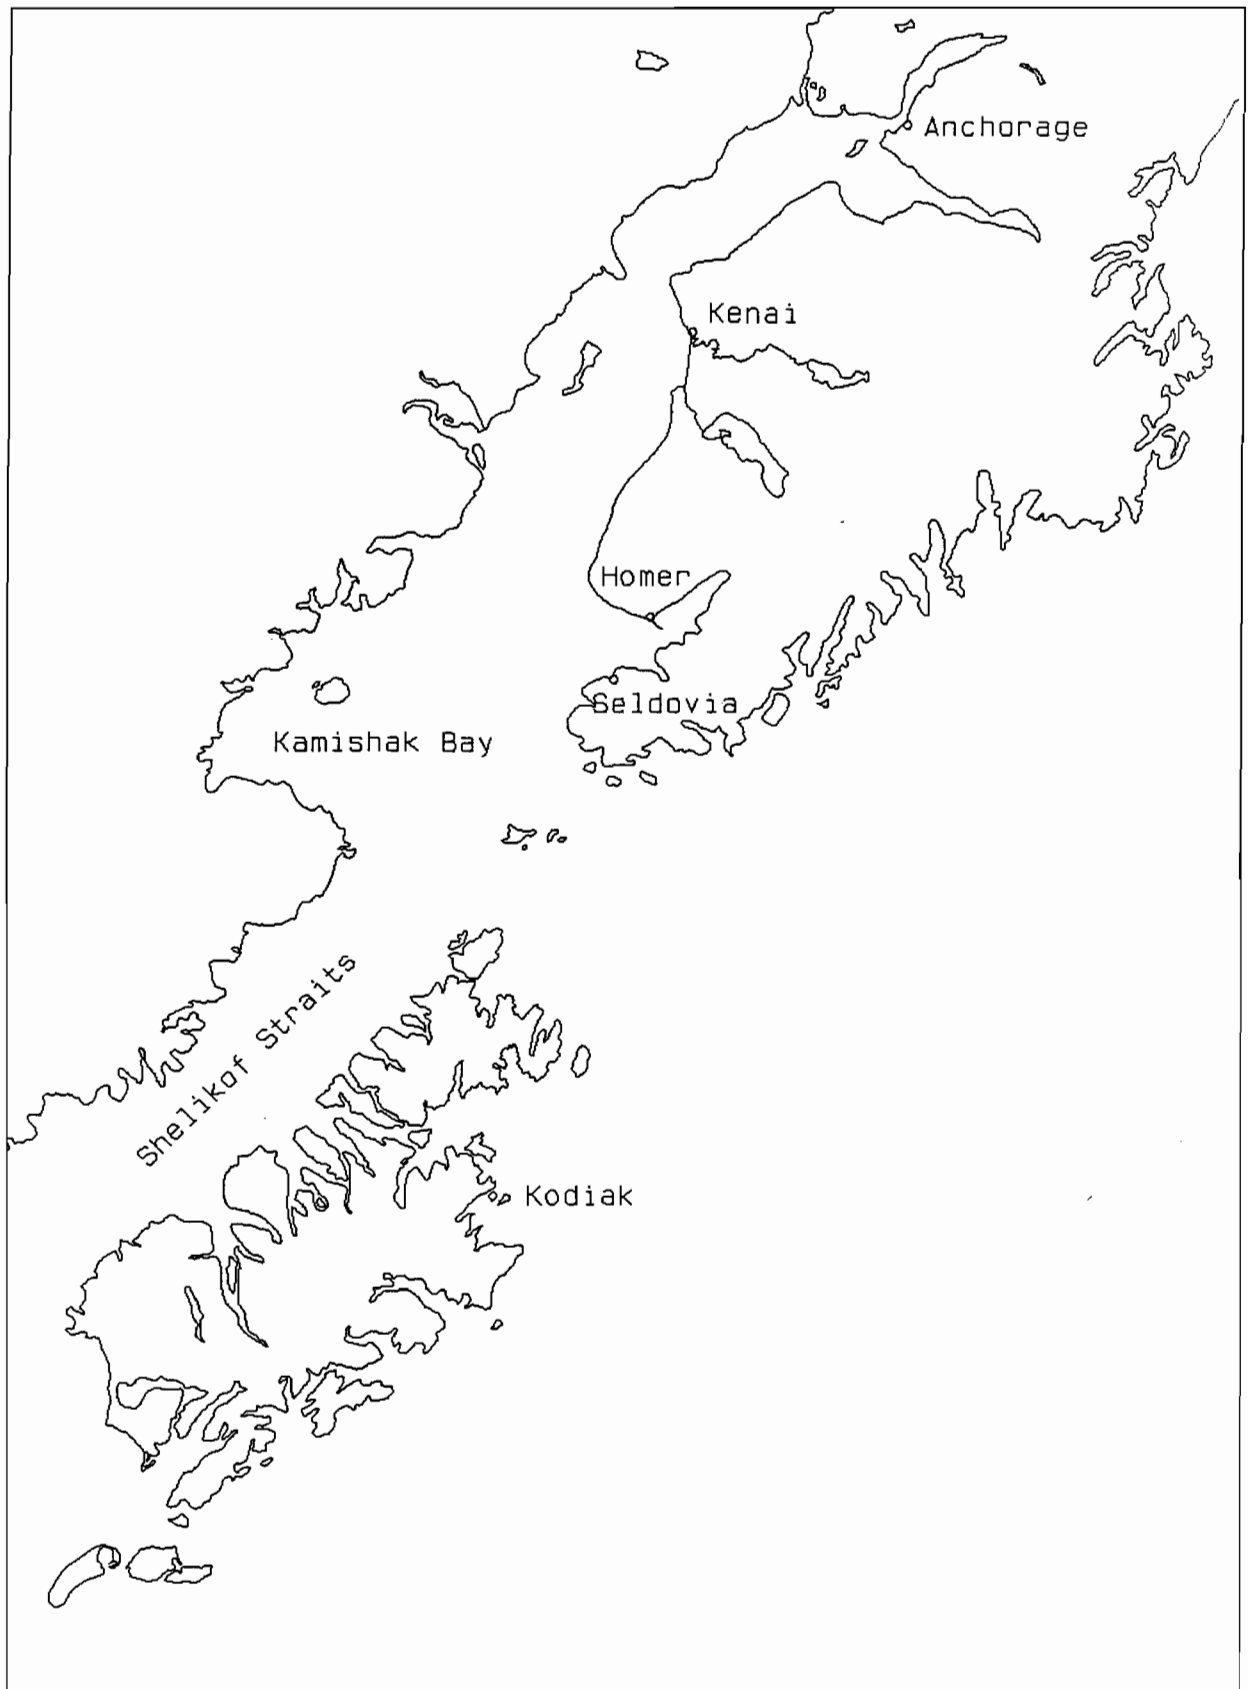 Anchorage
Kenai
Homer
Seldovia
Kamishak Bay
Shelikof Straits
Kodiak